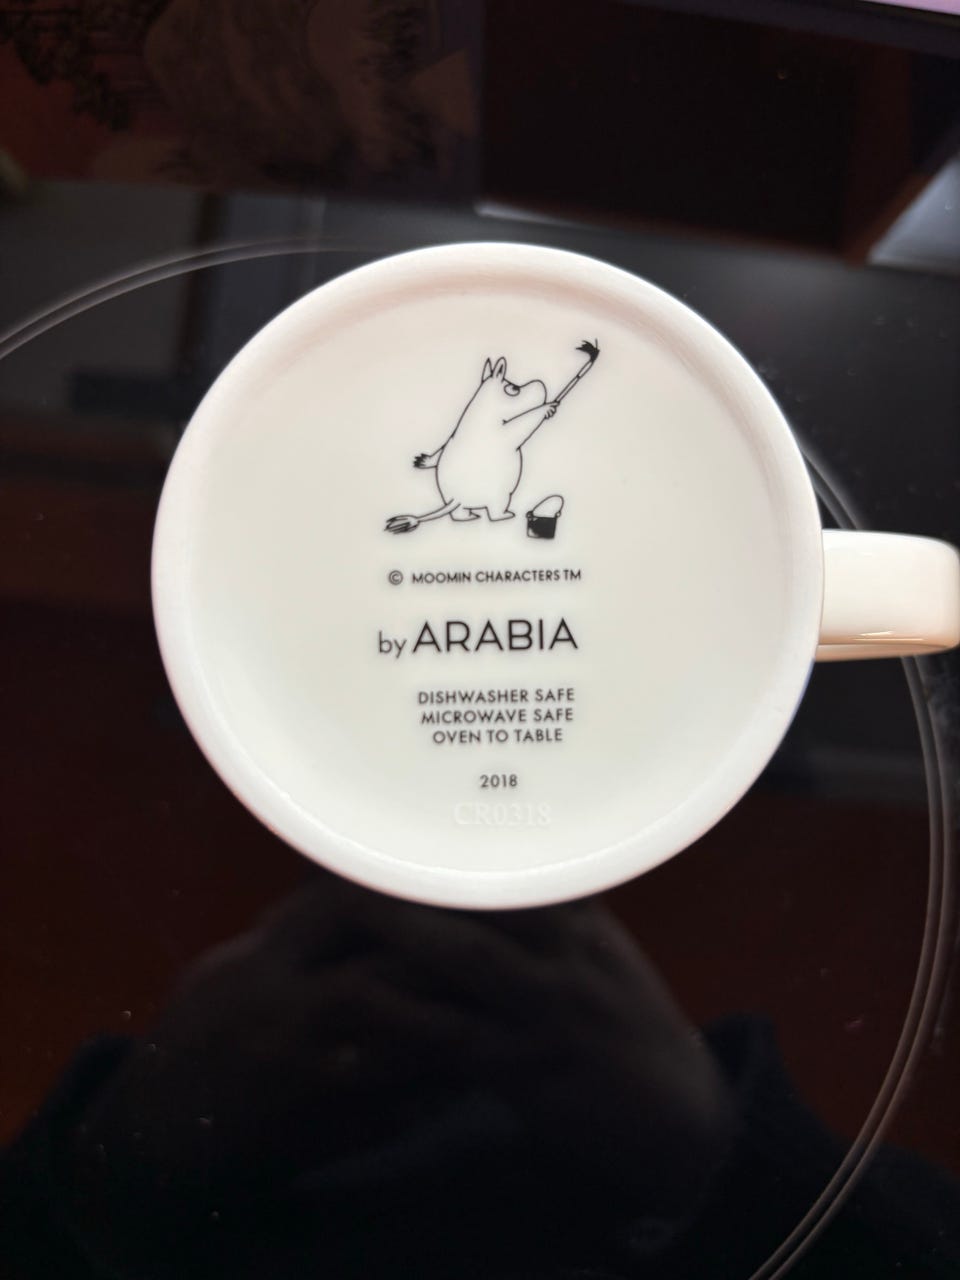 © MOOMIN CHARACTERS TM
by ARABIA
DISHWASHER SAFE
MICROWAVE SAFE
OVEN TO TABLE
2018
CR0318